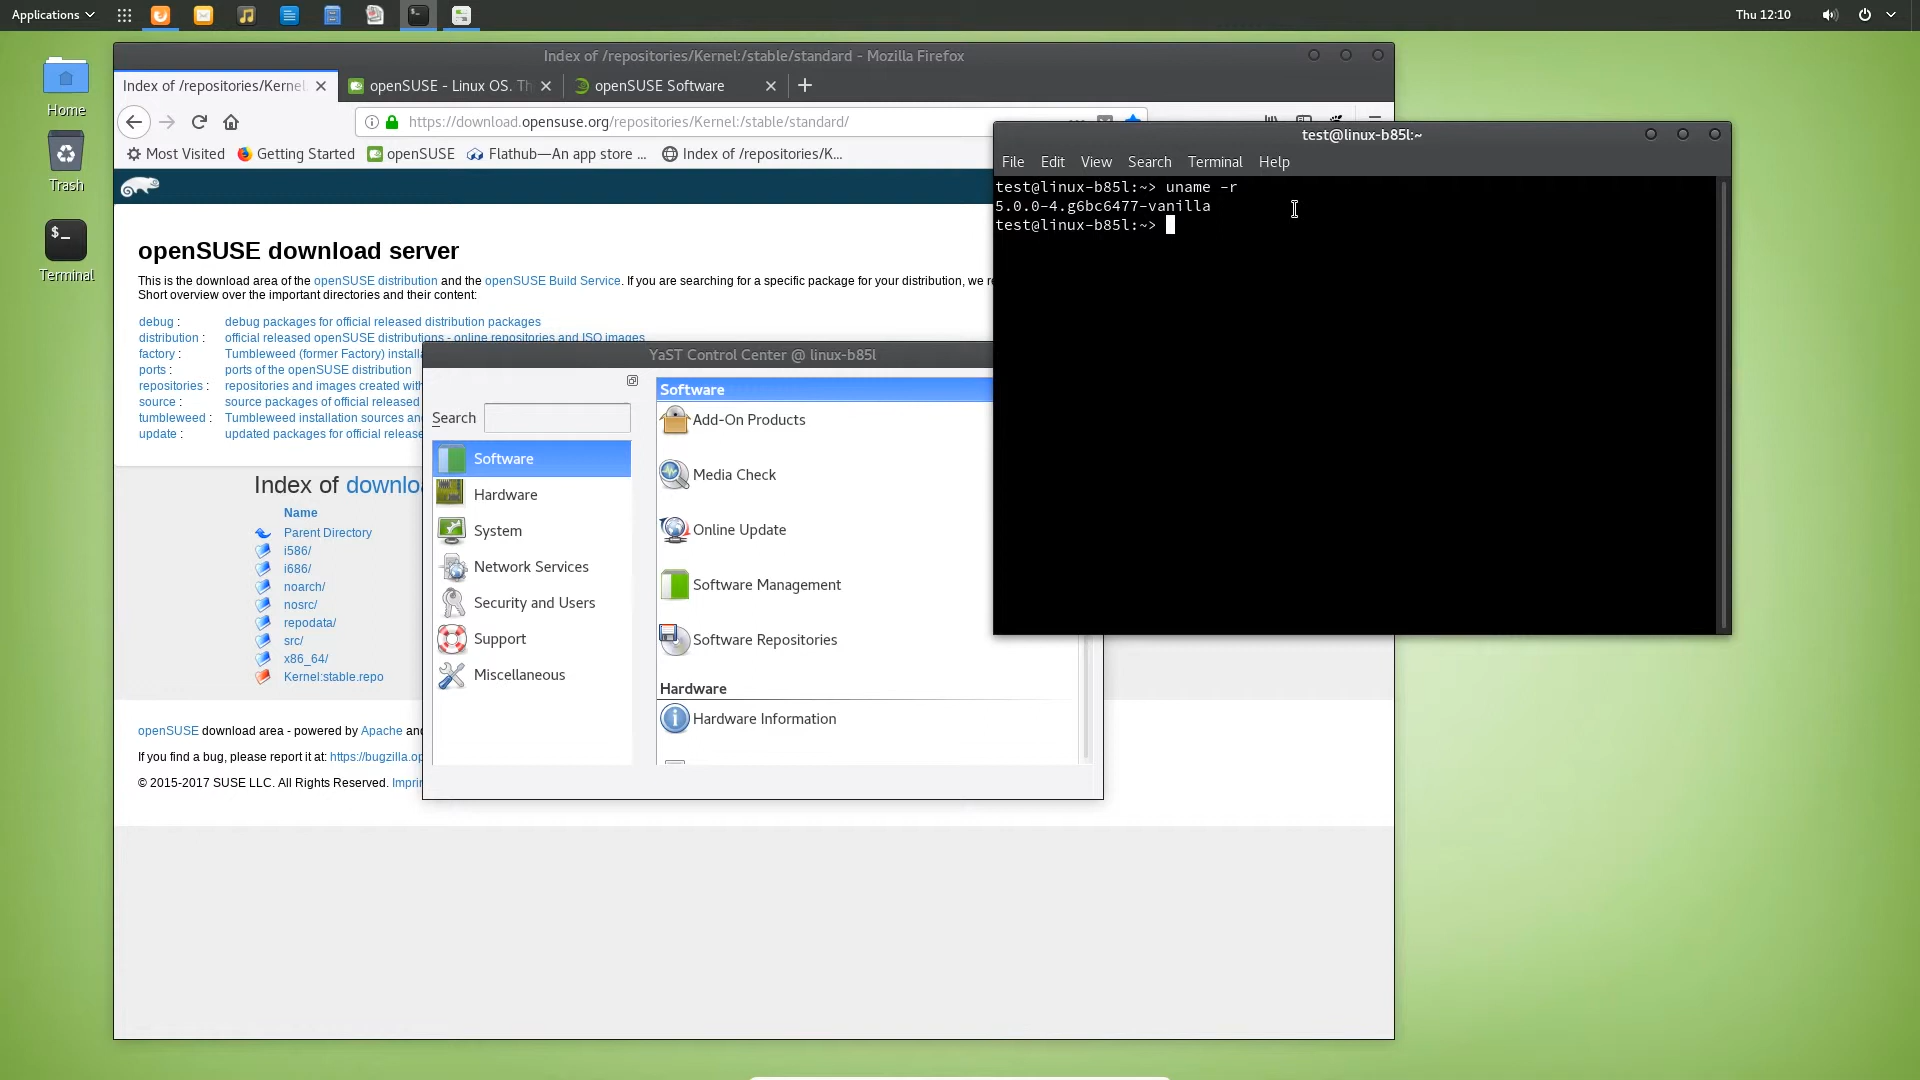 Applications
Thu 12:10
Home
Trash
Terminal
Index of /repositories/Kernel:/stable/standard - Mozilla Firefox
Index of /repositories/Kerne
openSUSE - Linux OS. Th
openSUSE Software
https://download.opensuse.org/repositories/Kernel:/stable/standard/
Most Visited
Getting Started
openSUSE
Flathub—An app store ...
Index of /repositories/K...
openSUSE download server
This is the download area of the openSUSE distribution and the openSUSE Build Service. If you are searching for a specific package for your distribution, we
Short overview over the important directories and their content:
debug : debug packages for official released distribution packages
distribution : official released openSUSE distributions - online repositories and ISO images
factory : Tumbleweed (former Factory)
ports : ports of the openSUSE distribution
repositories : repositories and images created with
source : source packages of official released
tumbleweed : Tumbleweed installation sources
update : updated packages for official
Index of
Name
Parent Directory
i586/
i686/
noarch/
nosrc/
repodata/
src/
x86_64/
Kernel:stable.repo
openSUSE download area - powered by Apache
If you find a bug, please report it at:
© 2015-2017 SUSE LLC. All Rights Reserved.
YaST Control Center @ linux-b85l
Search
Software
Hardware
System
Network Services
Security and Users
Support
Miscellaneous
Software
Add-On Products
Media Check
Online Update
Software Management
Software Repositories
Hardware
Hardware Information
test@linux-b85l:~
File Edit View Search Terminal Help
test@linux-b85l:~> uname -r
5.0.0-4.g6bc6477-vanilla
test@linux-b85l:~>